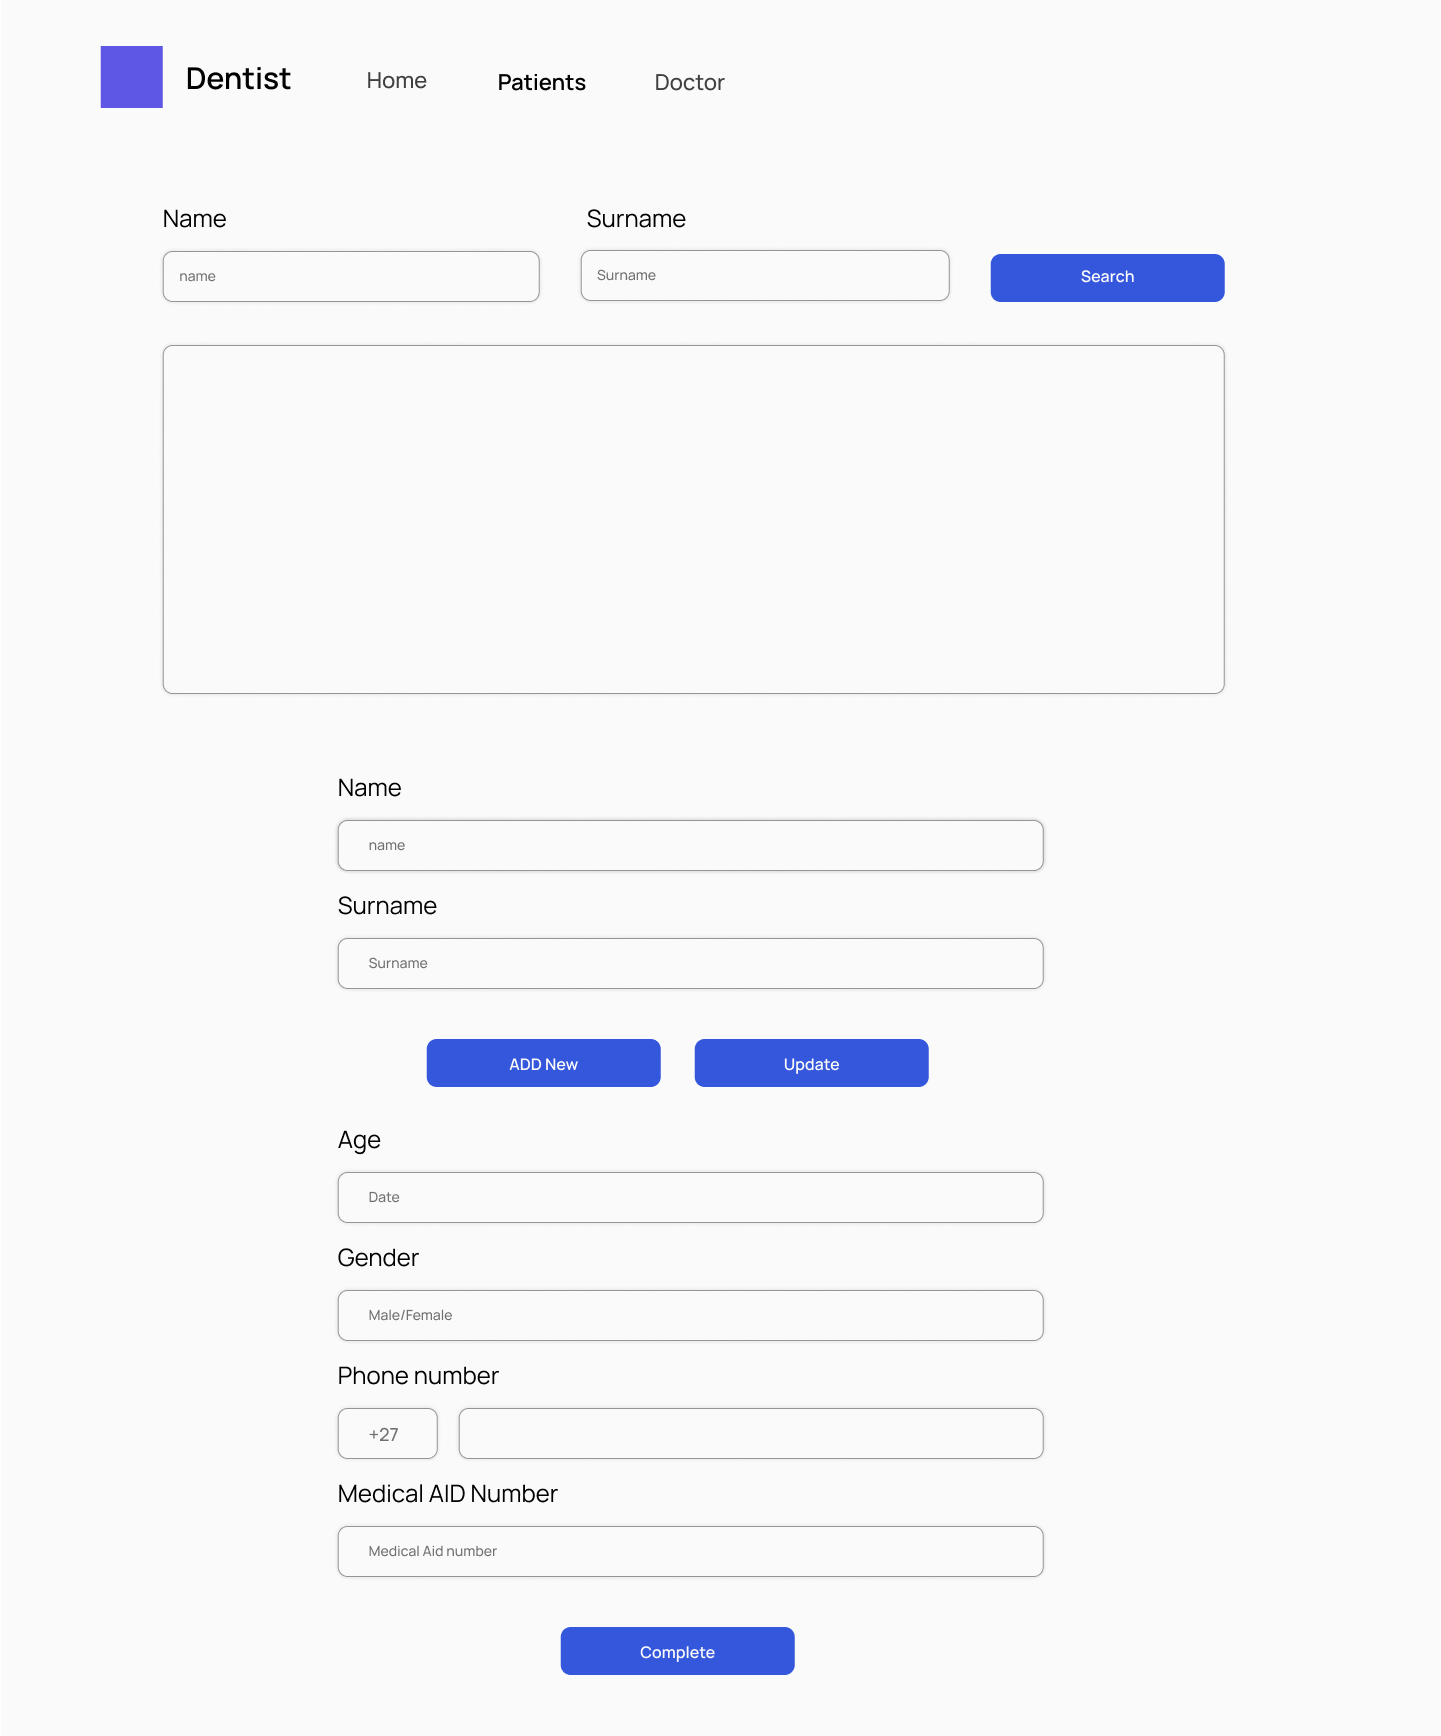 Dentist Home Patients Doctor
Name Surname
name Surname Search
Name
name
Surname
Surname
ADD New Update
Age
Date
Gender
Male/Female
Phone number
+27
Medical AID Number
Medical Aid number
Complete